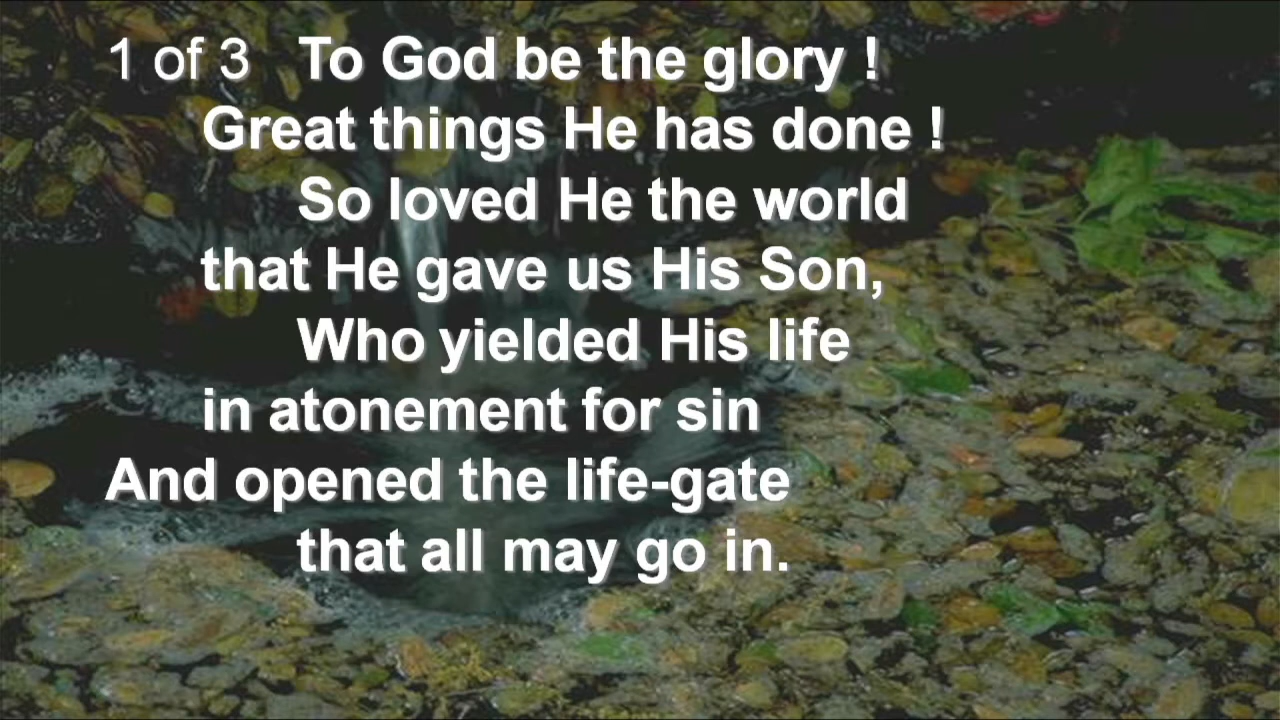 1 of 3 To God be the glory !
Great things He has done !
So loved He the world
that He gave us His Son,
Who yielded His life
in atonement for sin
And opened the life-gate
that all may go in.